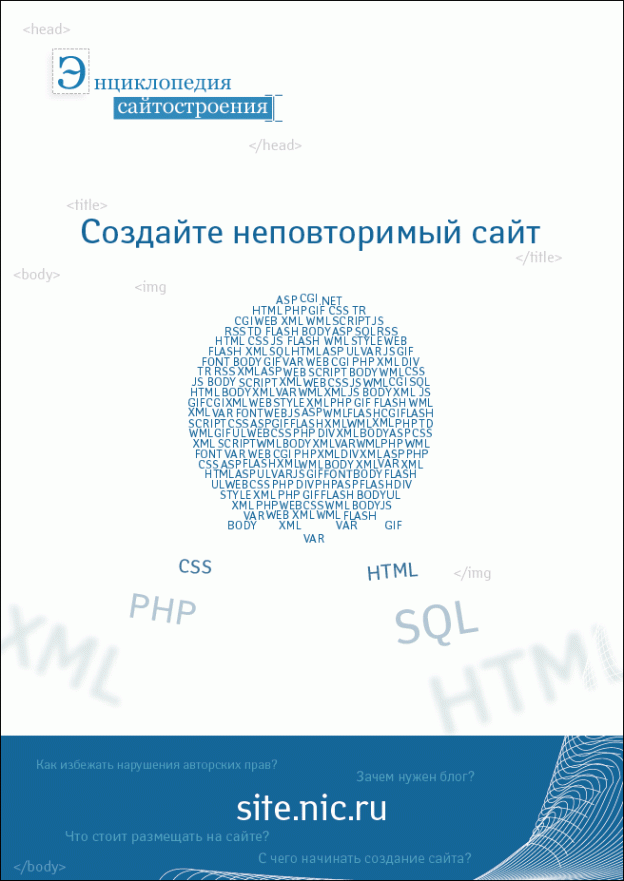 <head>
Энциклопедия
сайтостроения
</head>
<title>
Создайте неповторимый сайт
</title>
<body>
<img
ASP CGI NET
HTML PHP GIF CSS TR
CGI WEB XML WML SCRIPT JS
RSS TD FLASH BODY ASP SQL RSS
HTML CSS JS FLASH WML STYLE WEB
FLASH XML SQL HTML ASP UL VAR JS GIF
FONT BODY GIF VAR WEB CGI PHP XML DIV
TR RSS XML ASP WEB SCRIPT BODY WML CSS
JS BODY SCRIPT XML WEB CSS JS WML CGI SQL
HTML BODY XML VAR WML XML JS BODY XML JS
GIF CGI XML WEB STYLE XML PHP GIF FLASH WML
XML VAR FONT WEB JS ASP WML FLASH CGI FLASH
SCRIPT CSS ASP GIF FLASH XML WML XML PHP TD
WML GIF UL WEB CSS PHP DIV XML BODY ASP CSS
XML SCRIPT WML BODY XML VAR WML PHP WML
FONT VAR WEB CGI PHP XML DIV XML ASP PHP
CSS ASP FLASH XML WML BODY XML VAR XML
HTML ASP UL VAR JS GIF FONT BODY FLASH
UL WEB CSS PHP DIV PHP ASP FLASH DIV
STYLE XML PHP GIF FLASH BODY UL
XML PHP WEB CSS WML BODY JS
VAR WEB XML WML FLASH
BODY XML VAR GIF
VAR
CSS HTML </img
PHP SQL
XML HTML
Как избежать нарушения авторских прав?
Зачем нужен блог?
site.nic.ru
Что стоит размещать на сайте?
С чего начинать создание сайта?
</body>